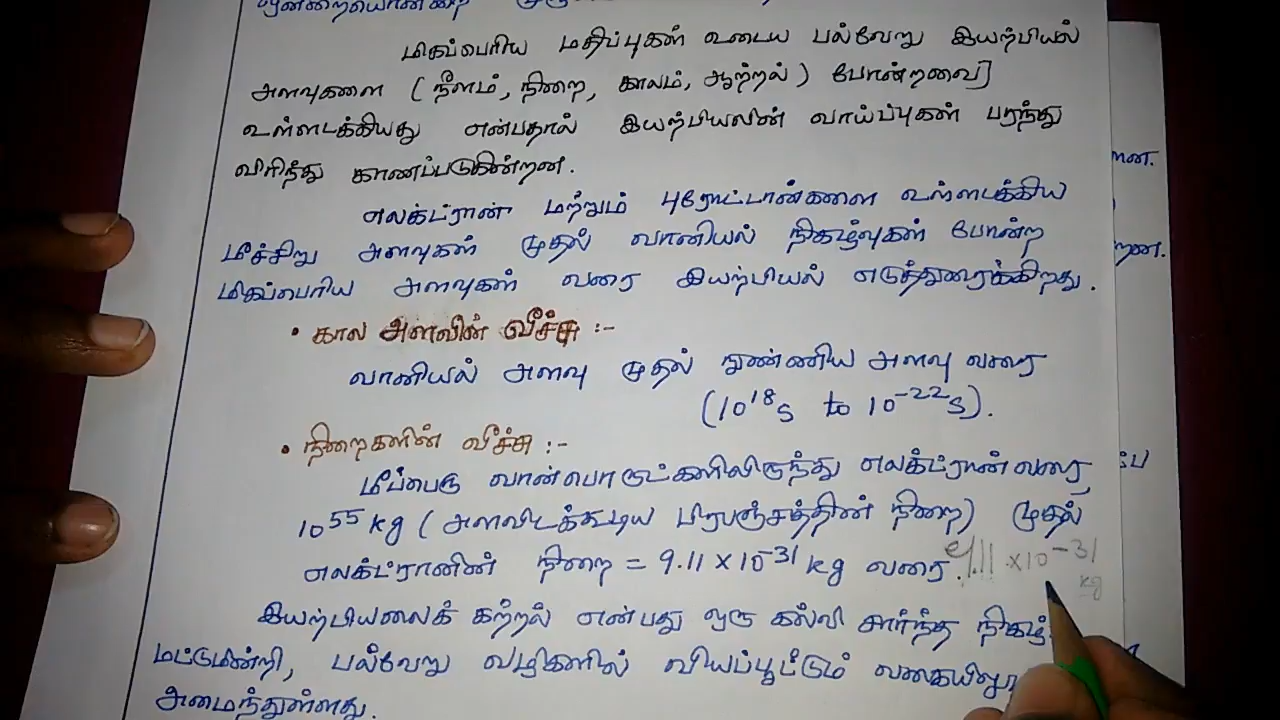 மிகப்பெரிய மதிப்புகள் உடைய பல்வேறு இயற்பியல்
அளவுகளை ( நீளம், நிறை, காலம், ஆற்றல் ) போன்றவை]
உள்ளடக்கியது என்பதால் இயற்பியலின் வாய்ப்புகள் பரந்து
விரிந்து காணப்படுகின்றன.
எலக்ட்ரான் மற்றும் புரோட்டான்களை உள்ளடக்கிய
மீச்சிறு அளவுகள் முதல் வானியல் நிகழ்வுகள் போன்ற
மிகப்பெரிய அளவுகள் வரை இயற்பியல் எடுத்துரைக்கிறது.
• கால அளவின் வீச்சு :-
வானியல் அளவு முதல் நுண்ணிய அளவு வரை
(10¹⁸s to 10⁻²²s).
• நிறைகளின் வீச்சு :-
மீப்பெரு வான்பொருட்களிலிருந்து எலக்ட்ரான் வரை,
10⁵⁵ kg ( அளவிடக்கூடிய பிரபஞ்சத்தின் நிறை) முதல்
எலக்ட்ரானின் நிறை = 9.11 × 10⁻³¹ kg வரை. 9.11 × 10⁻³¹
kg
இயற்பியலைக் கற்றல் என்பது ஒரு கல்வி சார்ந்த
மட்டுமின்றி, பல்வேறு வழிகளில் வியப்பூட்டும்
அமைந்துள்ளது.